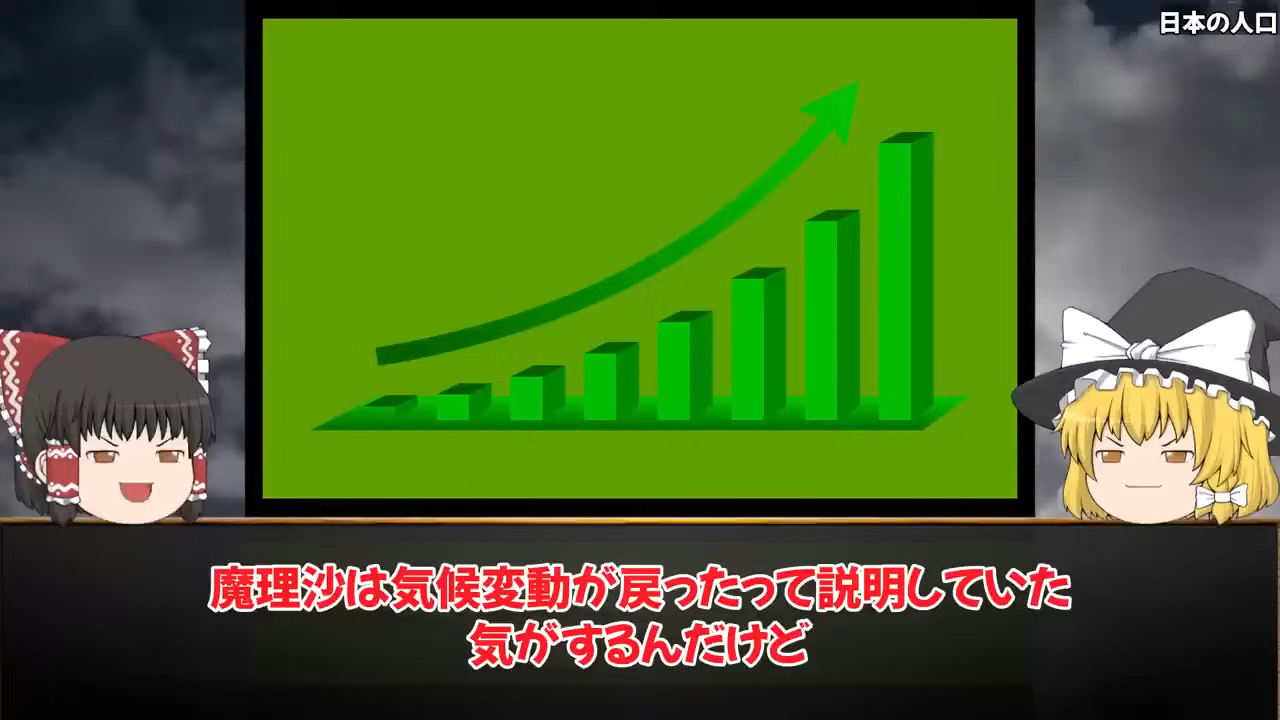 日本の人口
魔理沙は気候変動が戻ったって説明していた
気がするんだけど